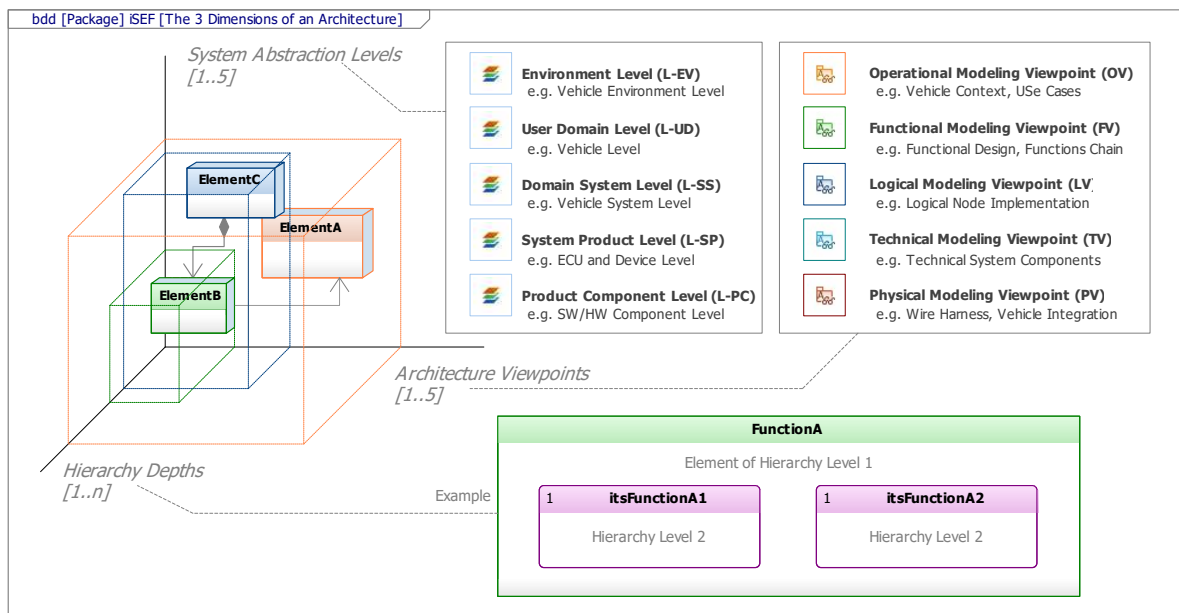 bdd [Package] iSEF [The 3 Dimensions of an Architecture]
System Abstraction Levels
[1..5]
Environment Level (L-EV)
e.g. Vehicle Environment Level
User Domain Level (L-UD)
e.g. Vehicle Level
Domain System Level (L-SS)
e.g. Vehicle System Level
System Product Level (L-SP)
e.g. ECU and Device Level
Product Component Level (L-PC)
e.g. SW/HW Component Level
Operational Modeling Viewpoint (OV)
e.g. Vehicle Context, USe Cases
Functional Modeling Viewpoint (FV)
e.g. Functional Design, Functions Chain
Logical Modeling Viewpoint (LV)
e.g. Logical Node Implementation
Technical Modeling Viewpoint (TV)
e.g. Technical System Components
Physical Modeling Viewpoint (PV)
e.g. Wire Harness, Vehicle Integration
ElementC
ElementA
ElementB
Architecture Viewpoints
[1..5]
Hierarchy Depths
[1..n]
Example
FunctionA
Element of Hierarchy Level 1
1 itsFunctionA1
Hierarchy Level 2
1 itsFunctionA2
Hierarchy Level 2